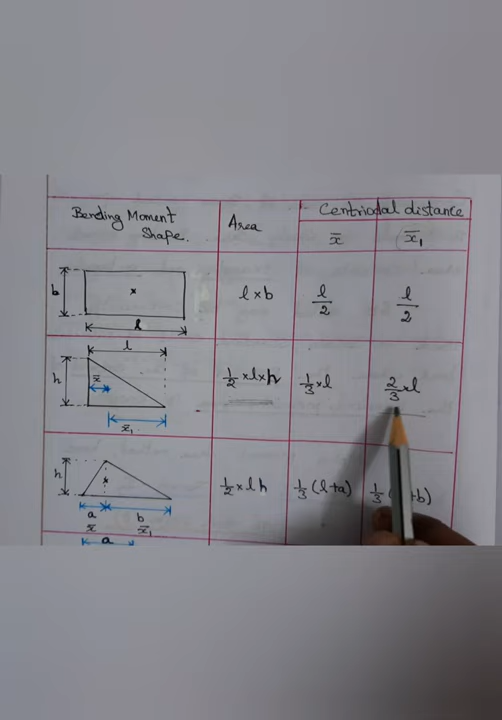 Bending Moment Shape.
Area
Centriodal distance
x̄
x̄₁
b
l
l × b
l/2
l/2
l
h
x̄
x̄₁
1/2 × l × h
1/3 × l
2/3 × l
h
a
b
x̄
x̄₁
1/2 × l h
1/3 (l + a)
1/3 ( + b)
a